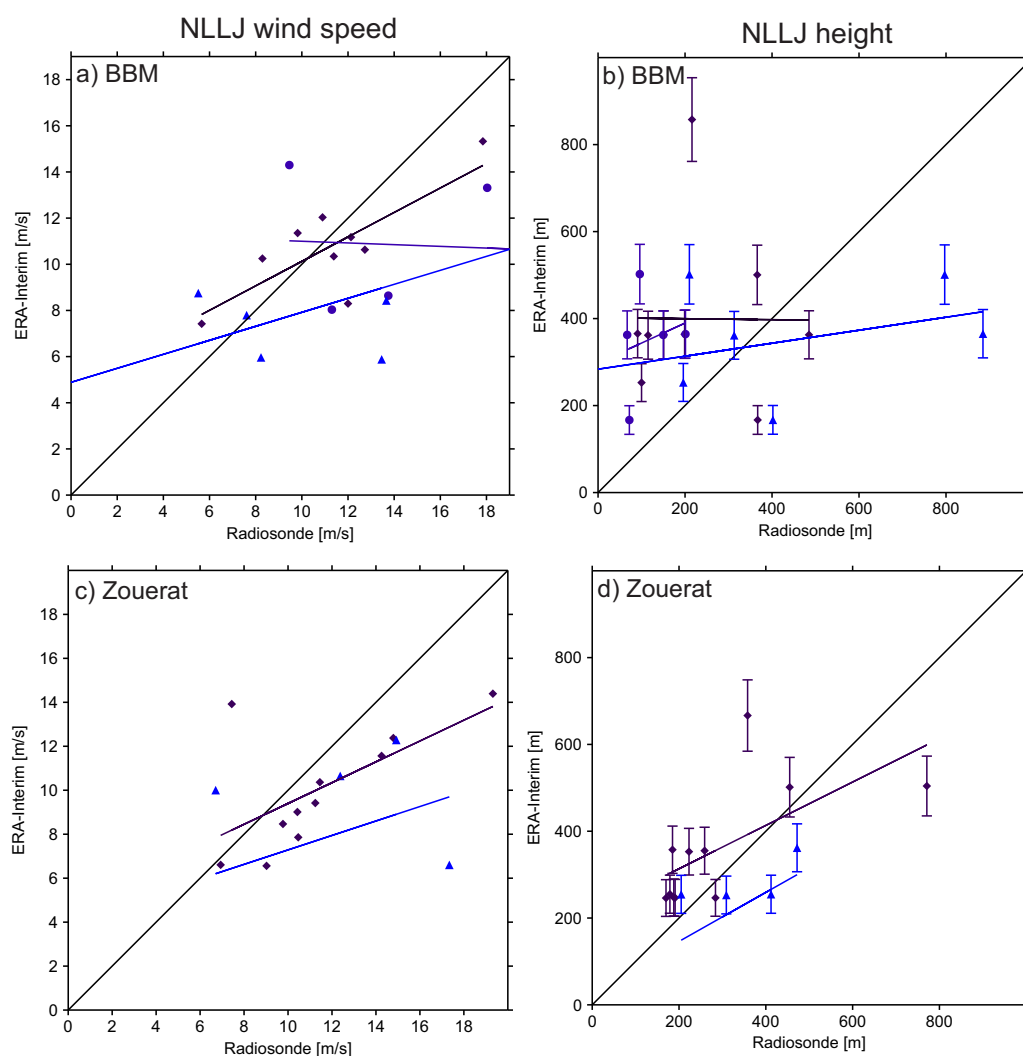 NLLJ wind speed
NLLJ height
a) BBM
18
16
14
12
10
8
6
4
2
0
ERA-Interim [m/s]
0 2 4 6 8 10 12 14 16 18
Radiosonde [m/s]
b) BBM
800
600
400
200
0
ERA-Interim [m]
0 200 400 600 800
Radiosonde [m]
c) Zouerat
18
16
14
12
10
8
6
4
2
0
ERA-Interim [m/s]
0 2 4 6 8 10 12 14 16 18
Radiosonde [m/s]
d) Zouerat
800
600
400
200
0
ERA-Interim [m]
0 200 400 600 800
Radiosonde [m]